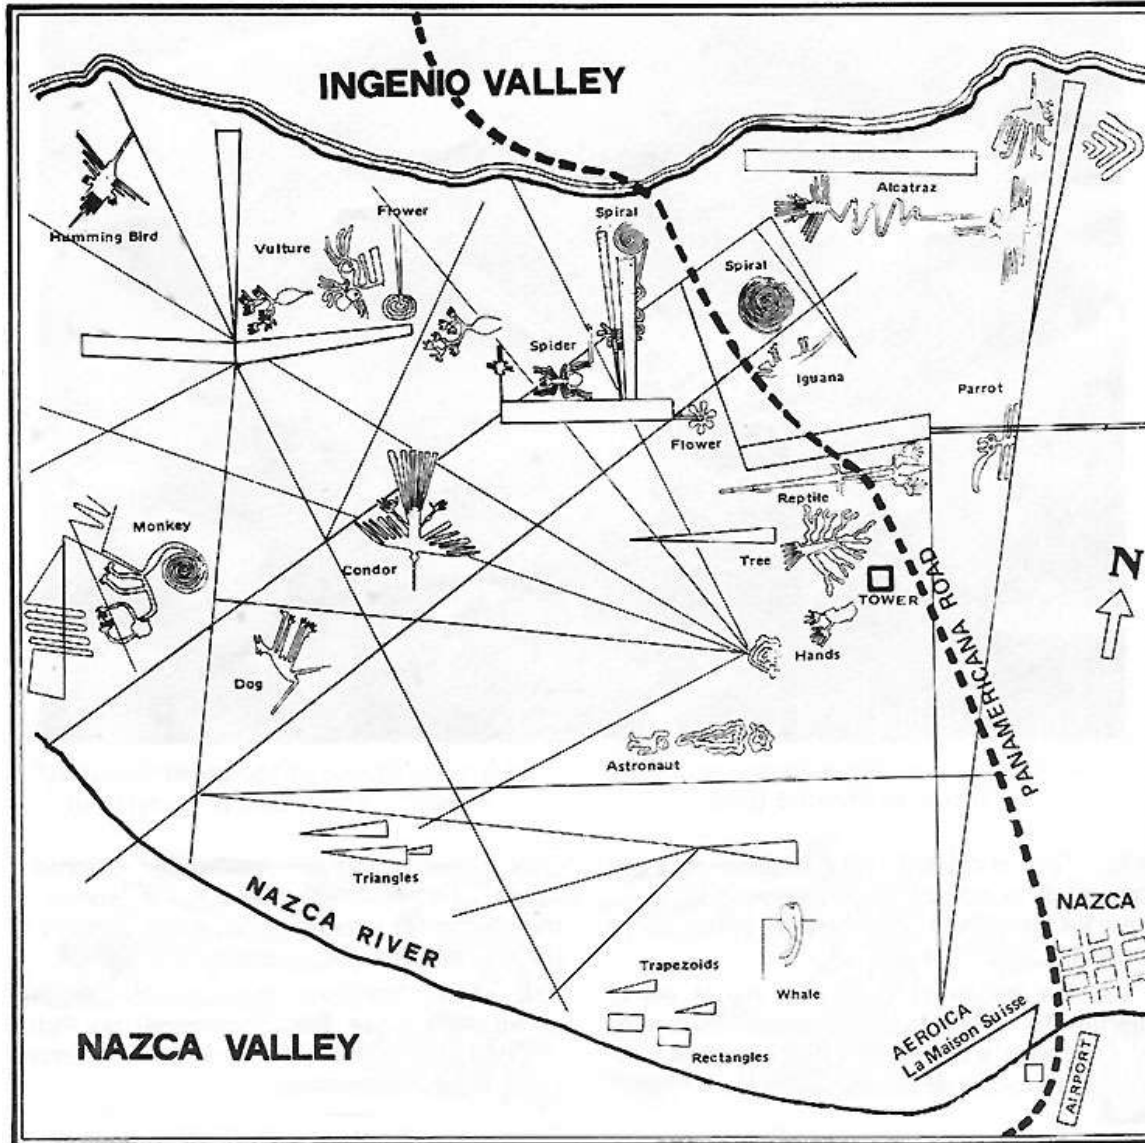 INGENIO VALLEY
Alcatraz
Humming Bird
Vulture
Flower
Spiral
Spiral
Spider
Iguana
Parrot
Flower
Reptile
Monkey
Condor
Tree
TOWER
PANAMERICANA ROAD
N
Hands
Dog
Astronaut
Triangles
NAZCA RIVER
NAZCA
Trapezoids
Whale
Rectangles
NAZCA VALLEY
AEROICA
La Maison Suisse
AIRPORT